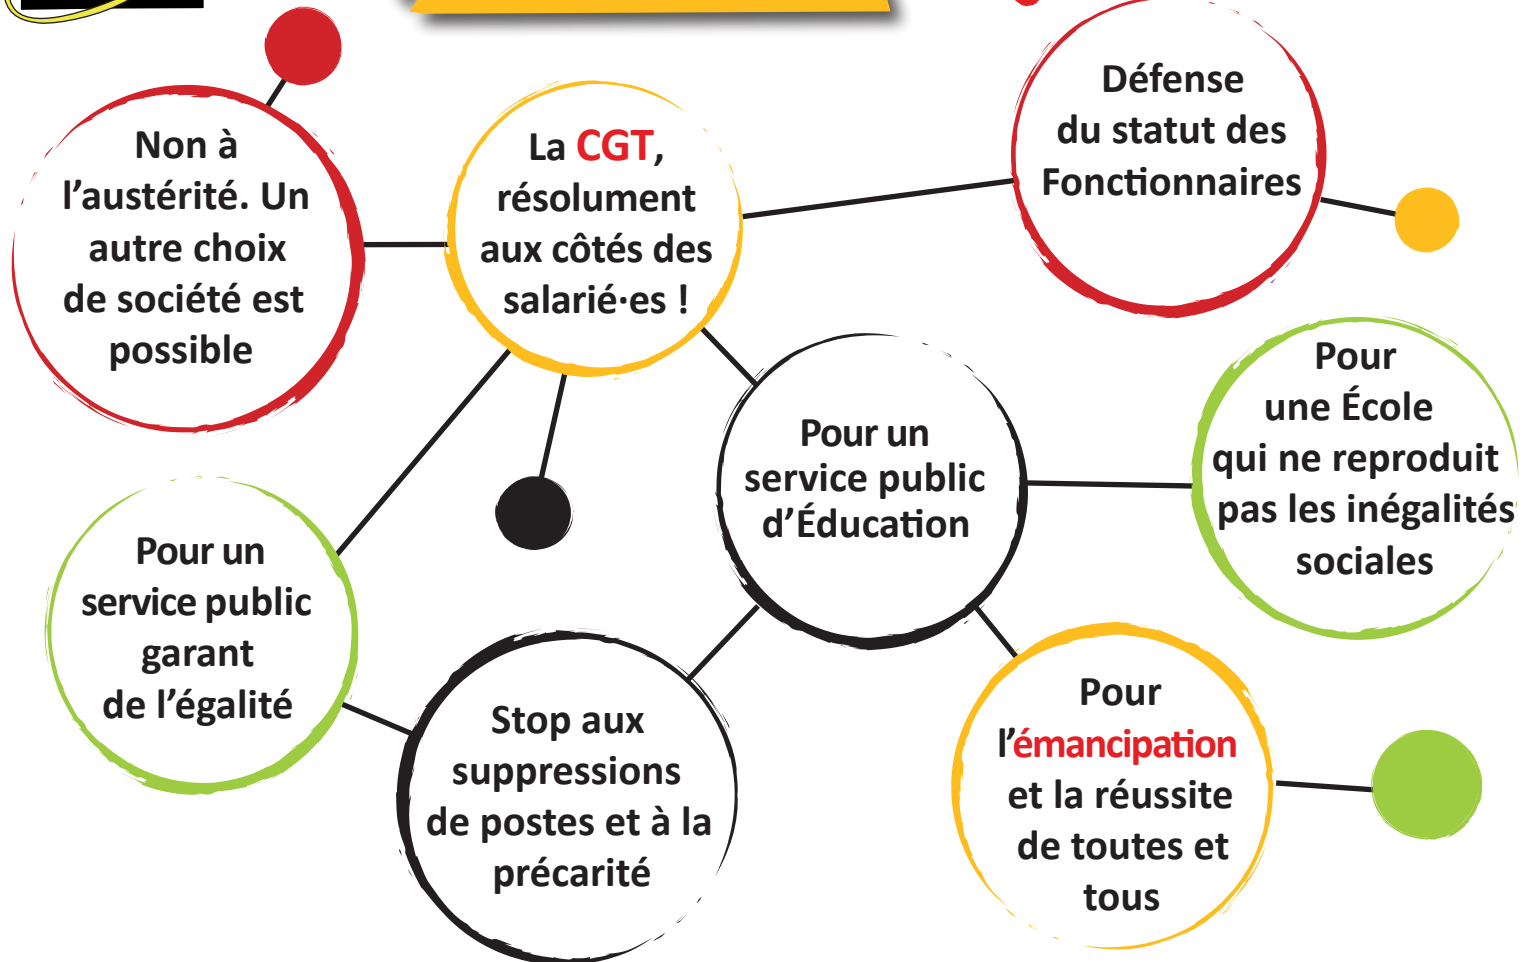 Non à
l'austérité. Un
autre choix
de société est
possible
La CGT,
résolument
aux côtés des
salarié·es !
Défense
du statut des
Fonctionnaires
Pour un
service public
d'Éducation
Pour
une École
qui ne reproduit
pas les inégalités
sociales
Pour un
service public
garant
de l'égalité
Stop aux
suppressions
de postes et à la
précarité
Pour
l'émancipation
et la réussite
de toutes et
tous